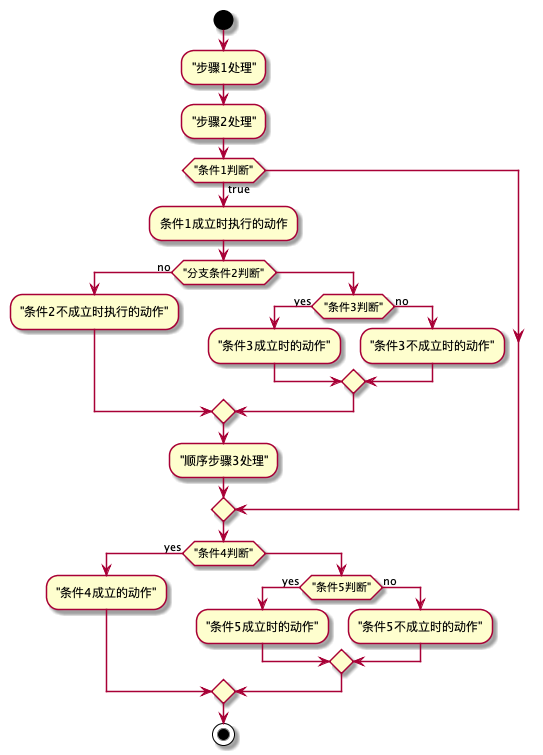 "步骤1处理"
"步骤2处理"
"条件1判断"
true
条件1成立时执行的动作
no
"分支条件2判断"
"条件2不成立时执行的动作"
yes
"条件3判断"
no
"条件3成立时的动作"
"条件3不成立时的动作"
"顺序步骤3处理"
yes
"条件4判断"
"条件4成立的动作"
yes
"条件5判断"
no
"条件5成立时的动作"
"条件5不成立时的动作"